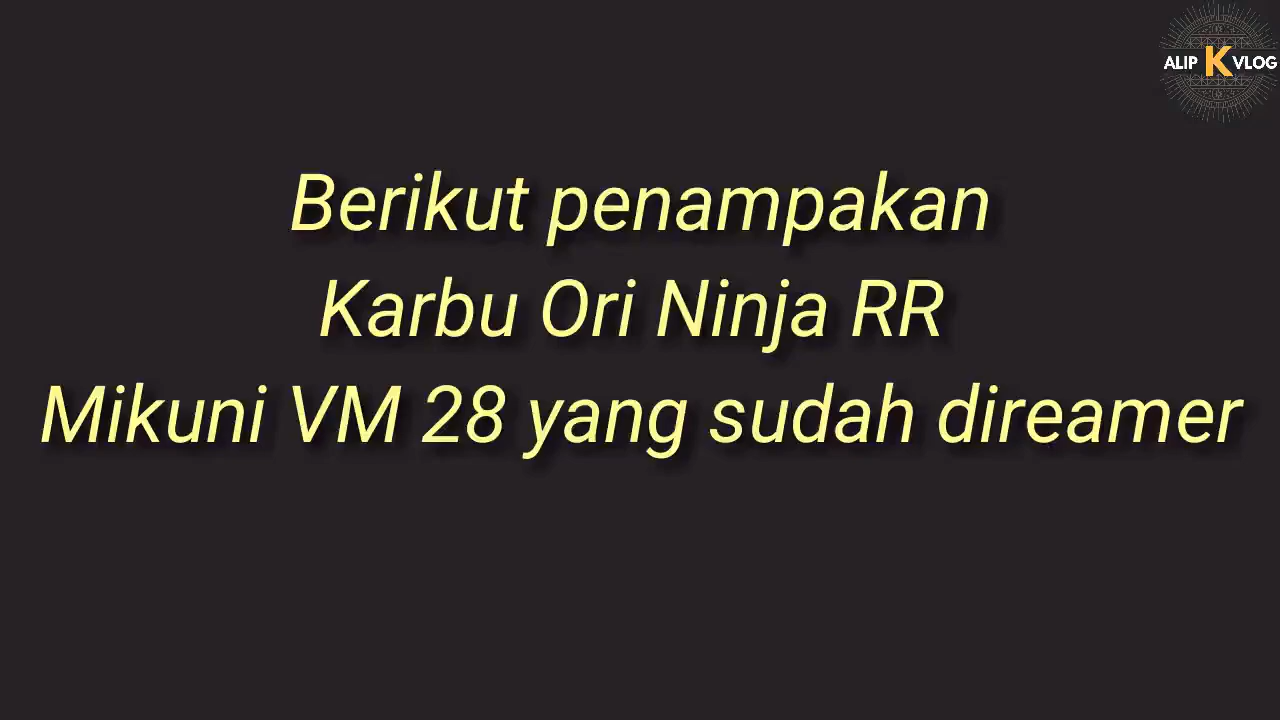 ALIP K VLOG
Berikut penampakan
Karbu Ori Ninja RR
Mikuni VM 28 yang sudah direamer